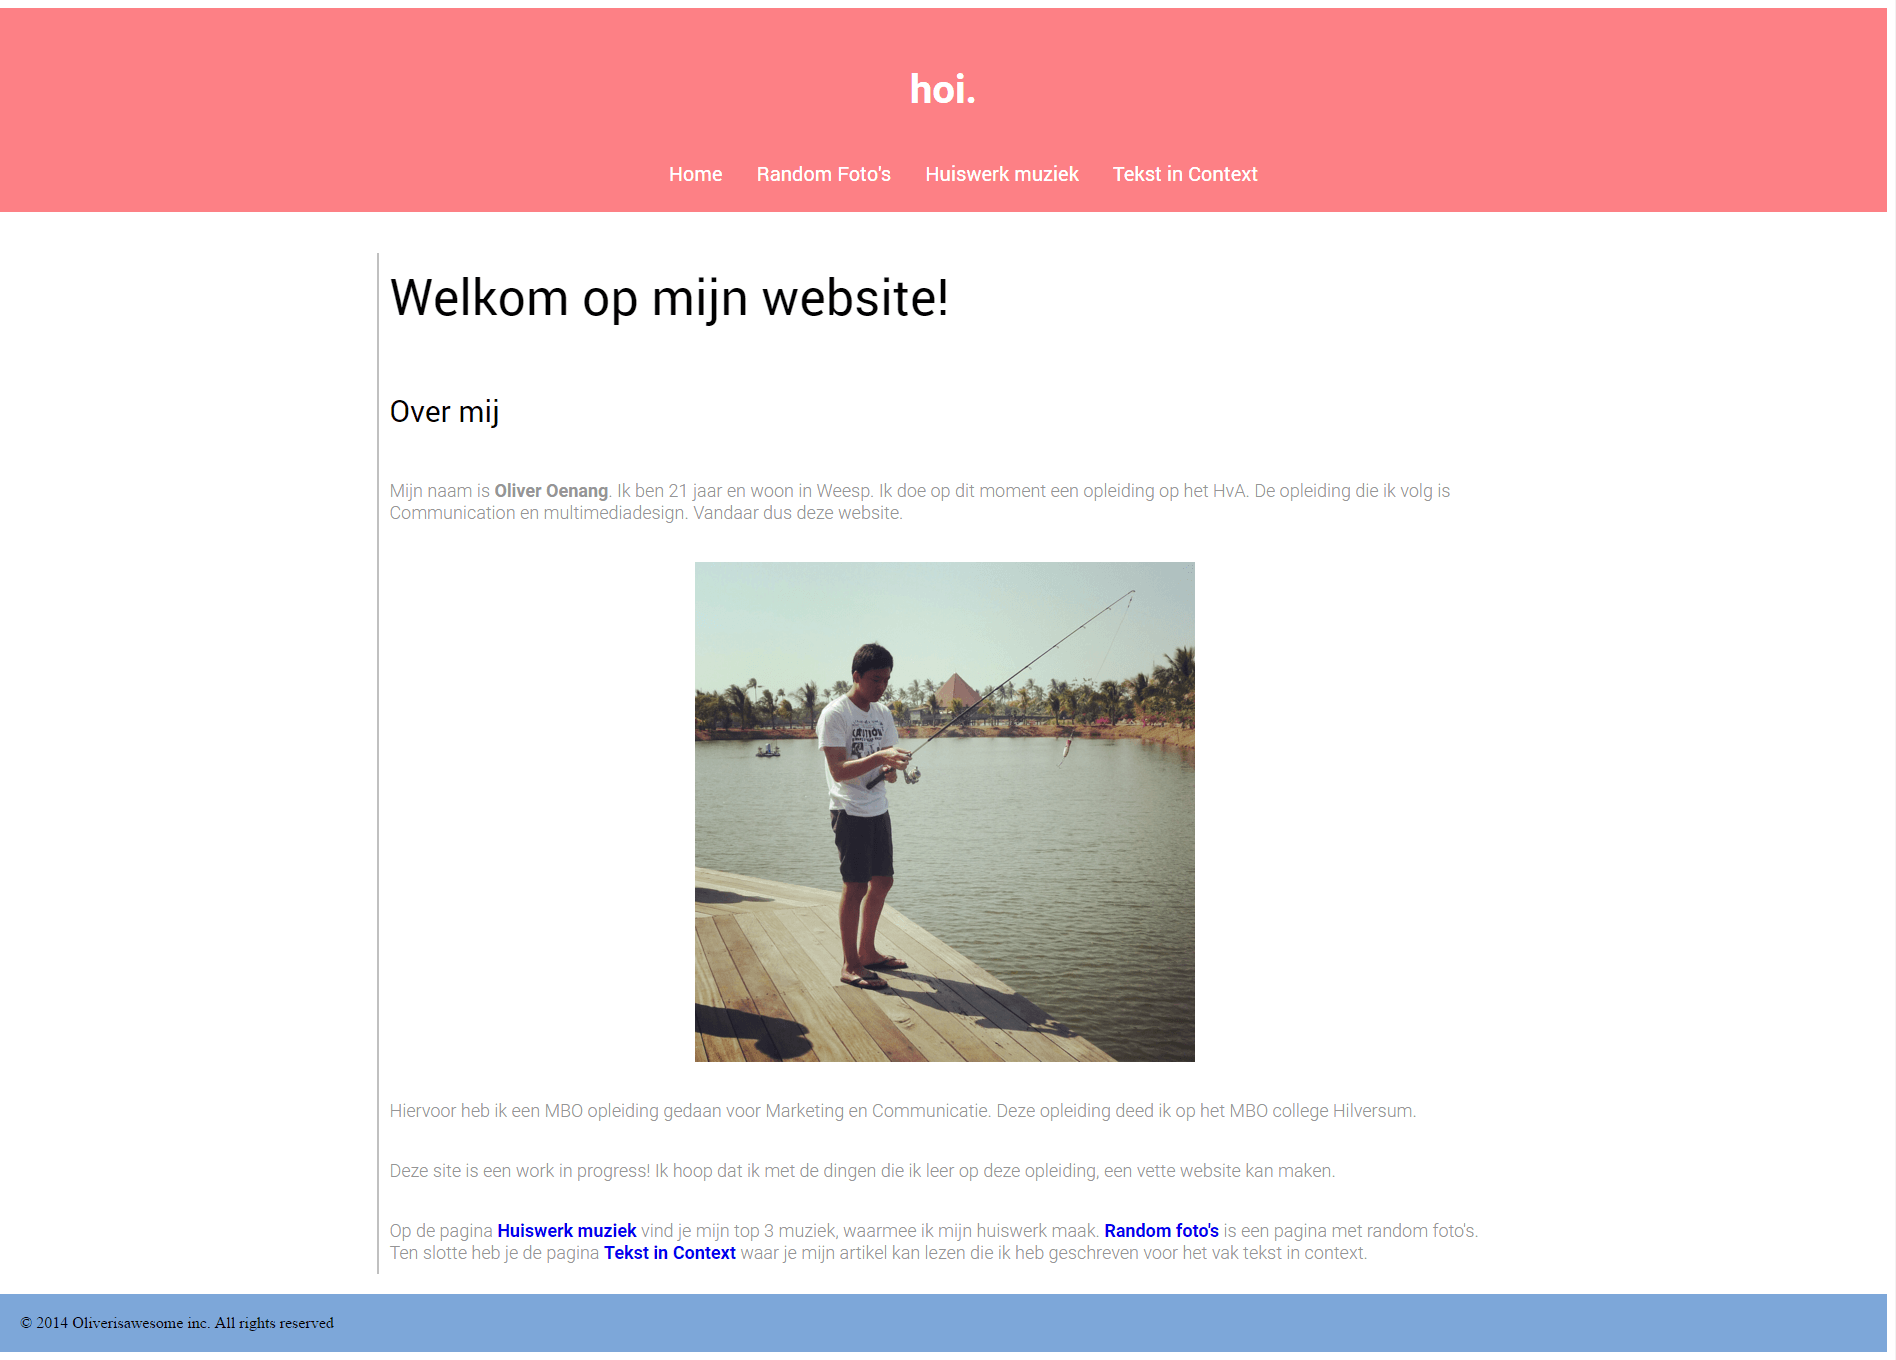 hoi.
Home Random Foto's Huiswerk muziek Tekst in Context
Welkom op mijn website!
Over mij
Mijn naam is Oliver Oenang. Ik ben 21 jaar en woon in Weesp. Ik doe op dit moment een opleiding op het HvA. De opleiding die ik volg is
Communication en multimediadesign. Vandaar dus deze website.
Hiervoor heb ik een MBO opleiding gedaan voor Marketing en Communicatie. Deze opleiding deed ik op het MBO college Hilversum.
Deze site is een work in progress! Ik hoop dat ik met de dingen die ik leer op deze opleiding, een vette website kan maken.
Op de pagina Huiswerk muziek vind je mijn top 3 muziek, waarmee ik mijn huiswerk maak. Random foto's is een pagina met random foto's.
Ten slotte heb je de pagina Tekst in Context waar je mijn artikel kan lezen die ik heb geschreven voor het vak tekst in context.
© 2014 Oliverisawesome inc. All rights reserved